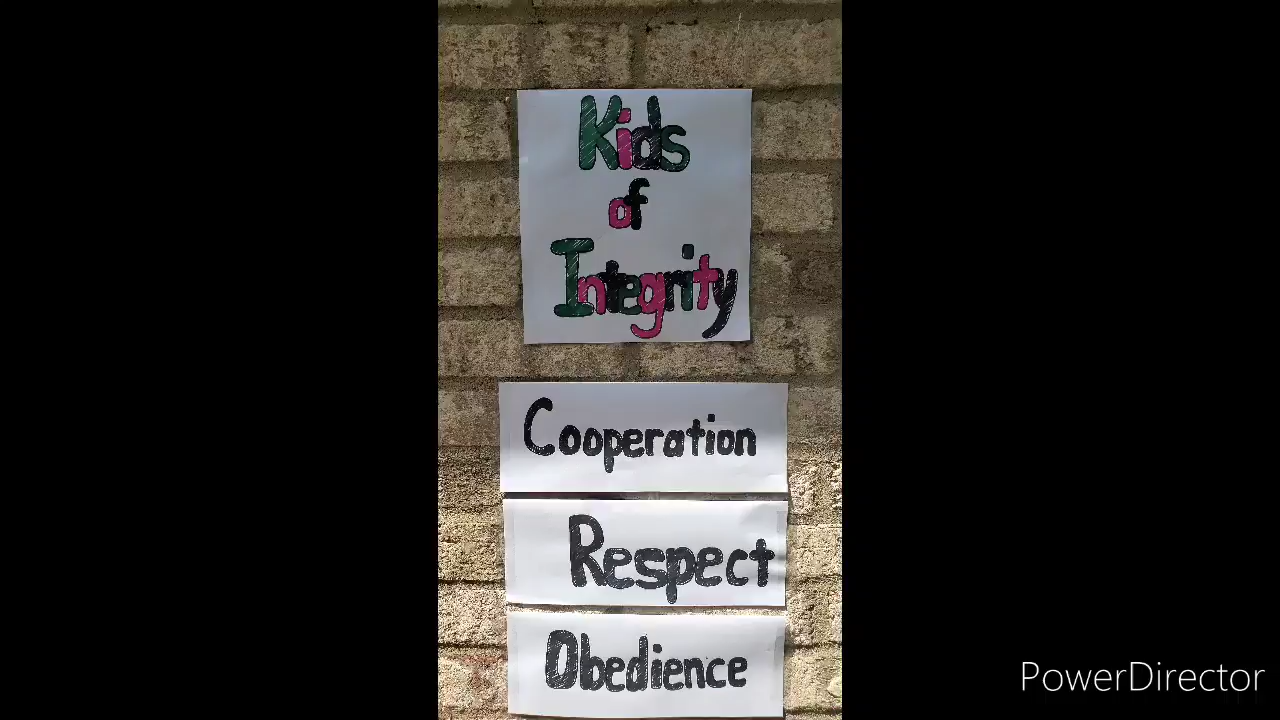 Kids
of
Integrity
Cooperation
Respect
Obedience
PowerDirector